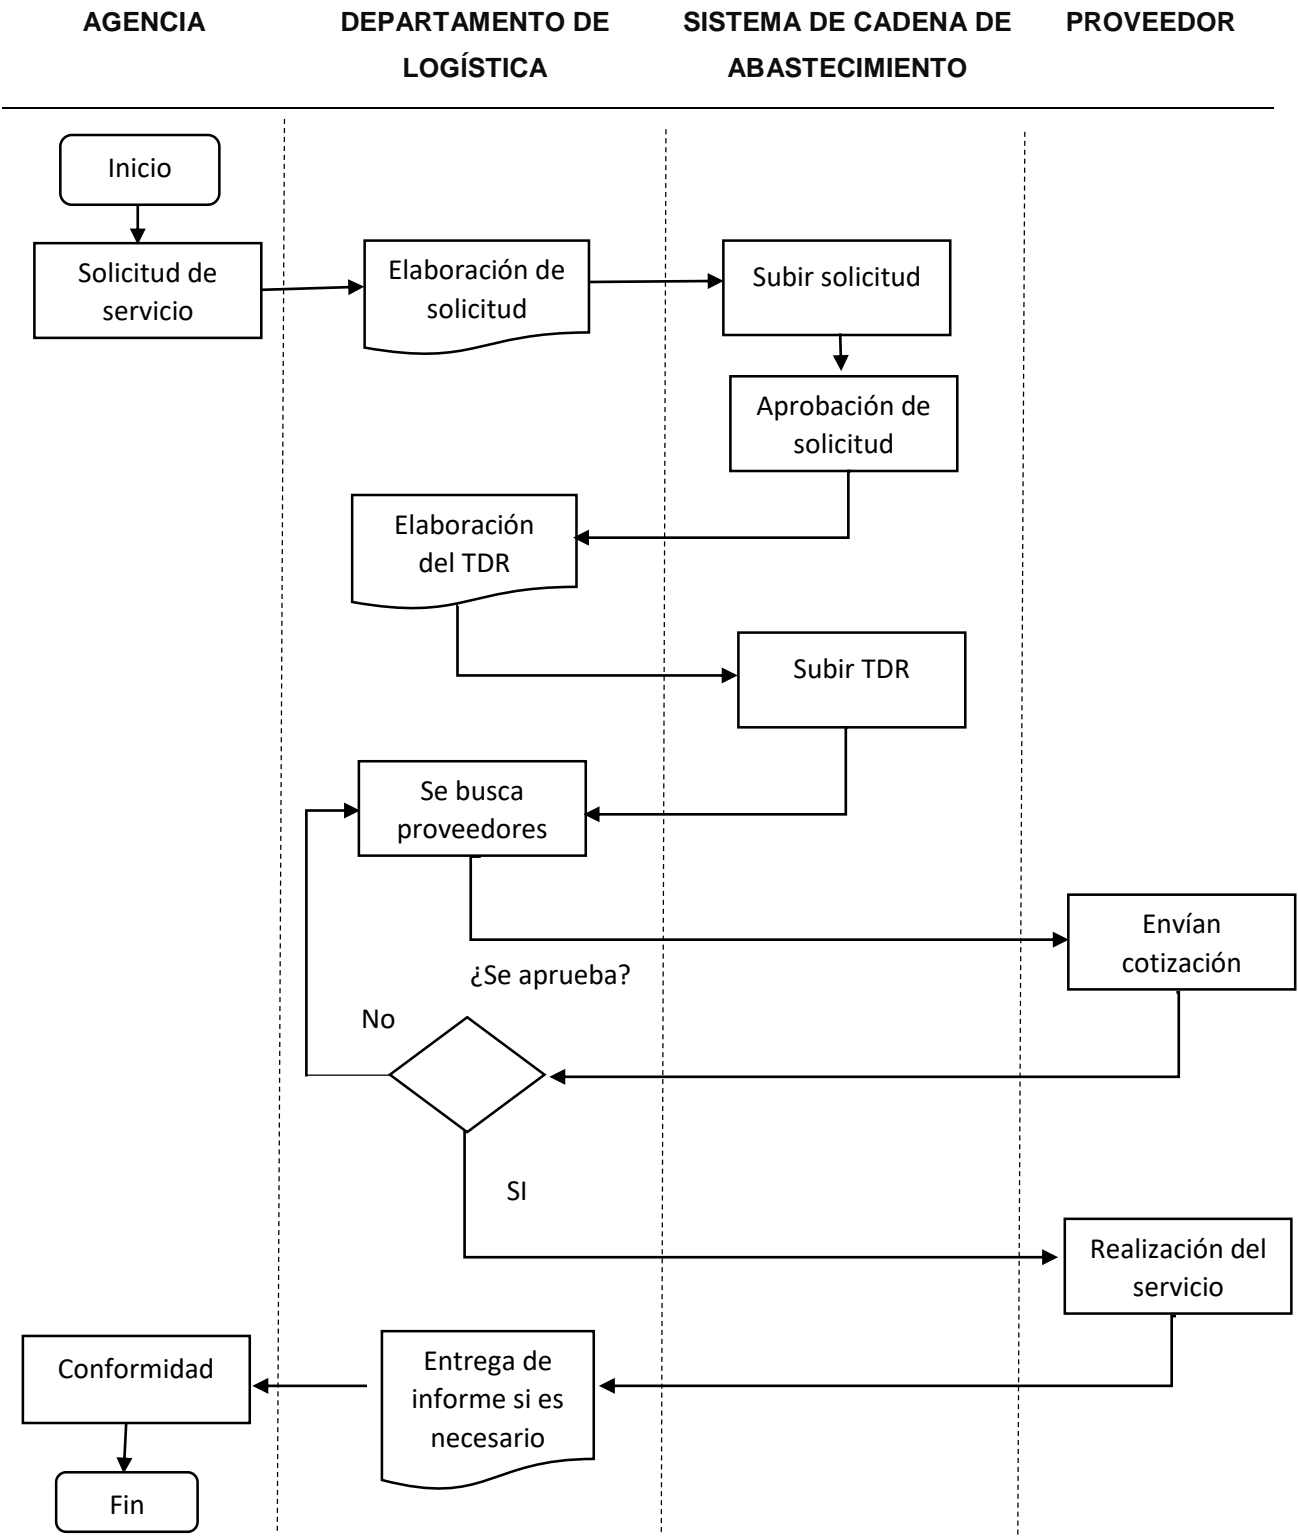 AGENCIA
DEPARTAMENTO DE
LOGÍSTICA
SISTEMA DE CADENA DE
ABASTECIMIENTO
PROVEEDOR
Inicio
Solicitud de
servicio
Elaboración de
solicitud
Subir solicitud
Aprobación de
solicitud
Elaboración
del TDR
Subir TDR
Se busca
proveedores
Envían
cotización
¿Se aprueba?
No
SI
Realización del
servicio
Entrega de
informe si es
necesario
Conformidad
Fin